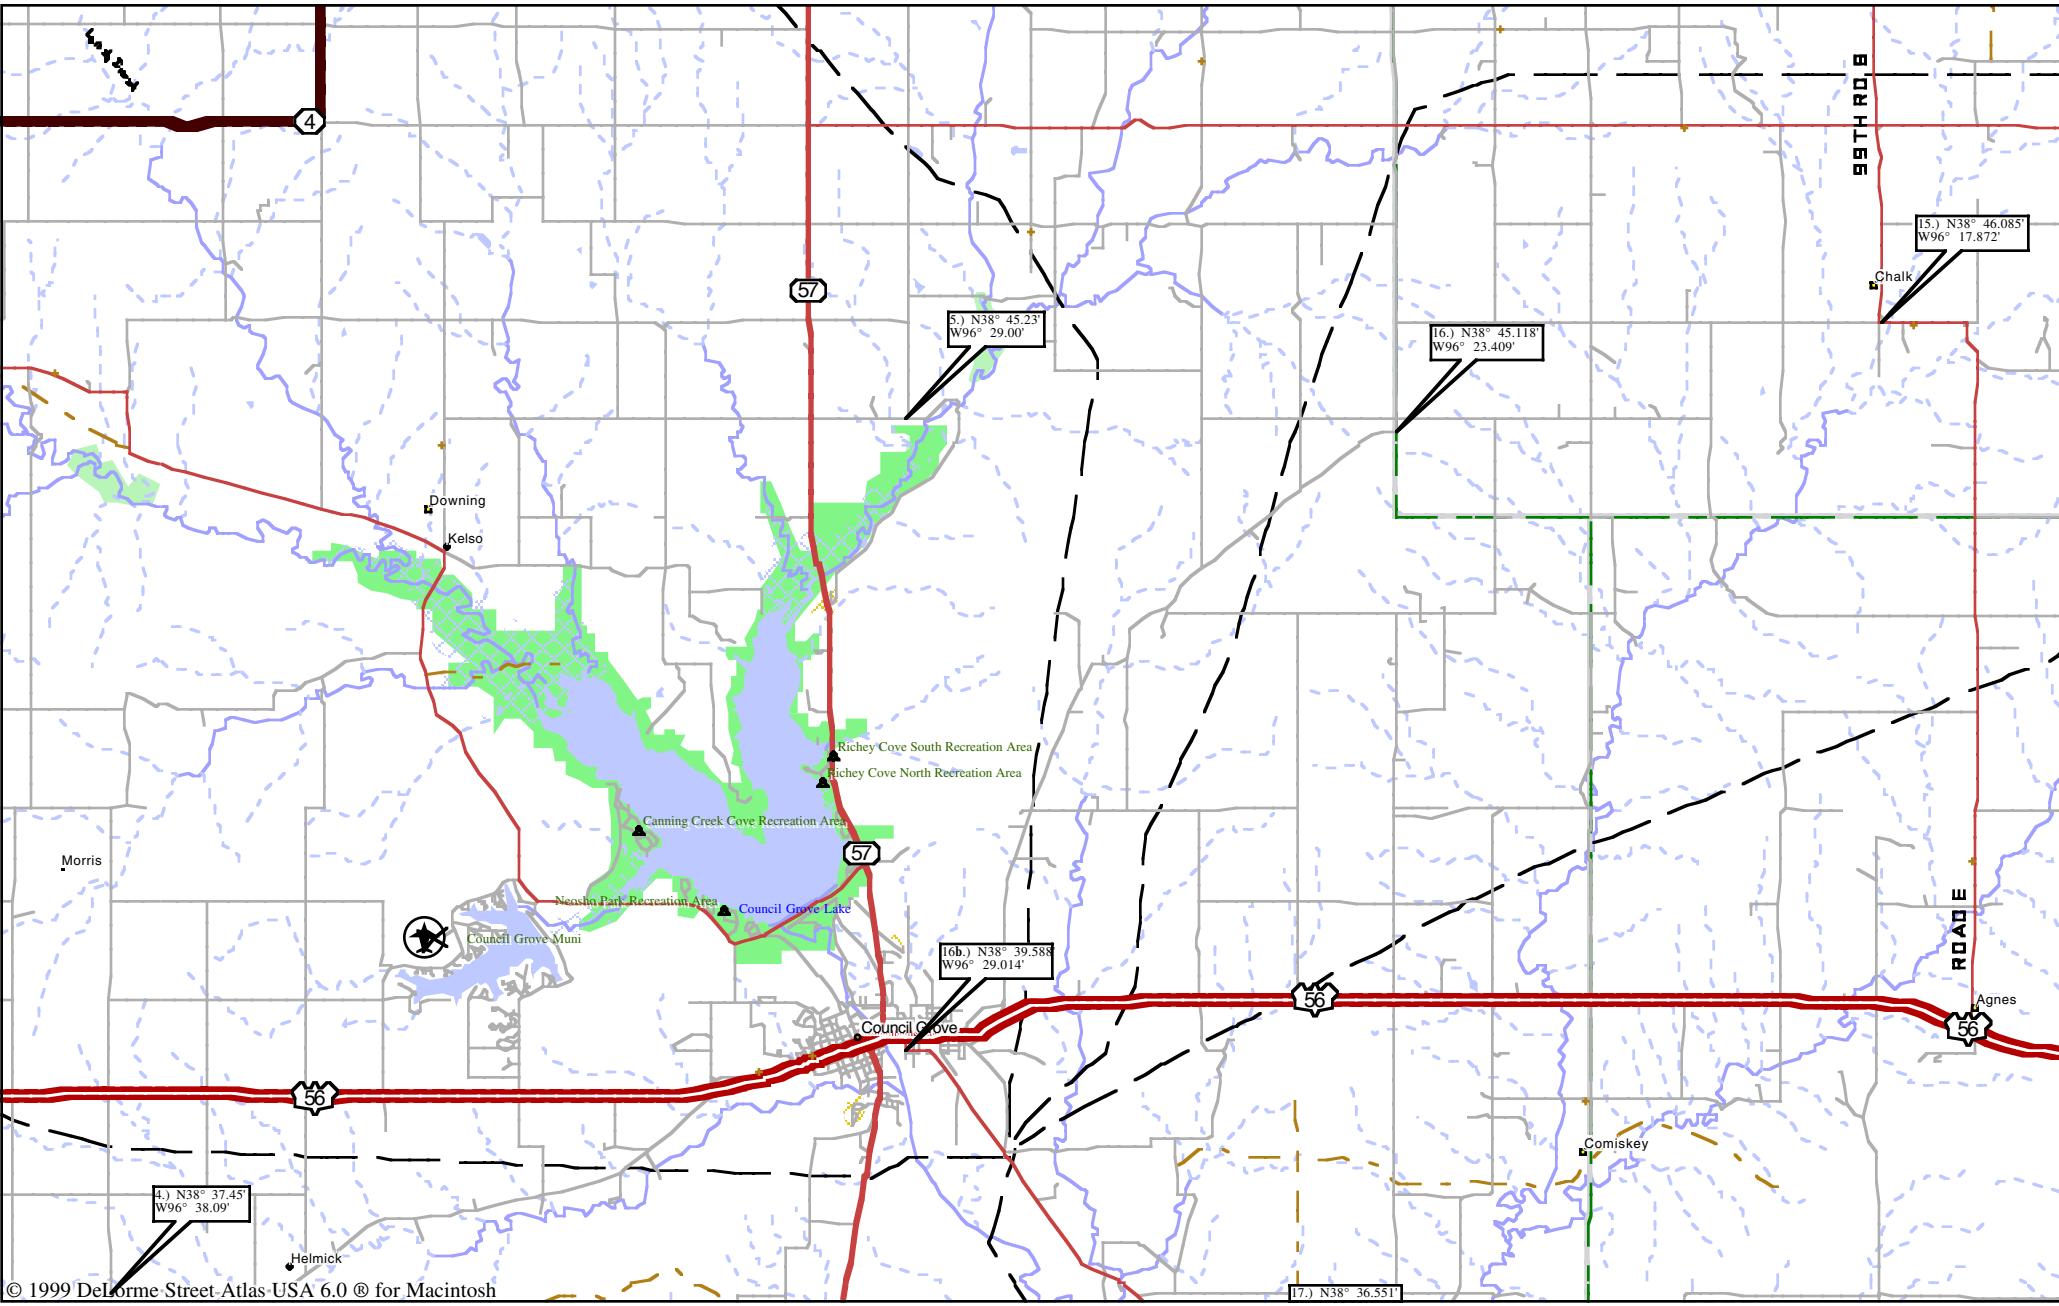 4
99TH RD 8
15.) N38° 46.085'
W96° 17.872'
Chalk
57
5.) N38° 45.23'
W96° 29.00'
16.) N38° 45.118'
W96° 23.409'
Downing
Kelso
Richey Cove South Recreation Area
Richey Cove North Recreation Area
Canning Creek Cove Recreation Area
57
Morris
Neosho Park Recreation Area
Council Grove Lake
Council Grove Muni
16b.) N38° 39.588'
W96° 29.014'
ROAD E
56
Agnes
56
Council Grove
56
Comiskey
4.) N38° 37.45'
W96° 38.09'
Helmick
17.) N38° 36.551'
© 1999 DeLorme Street Atlas USA 6.0 ® for Macintosh